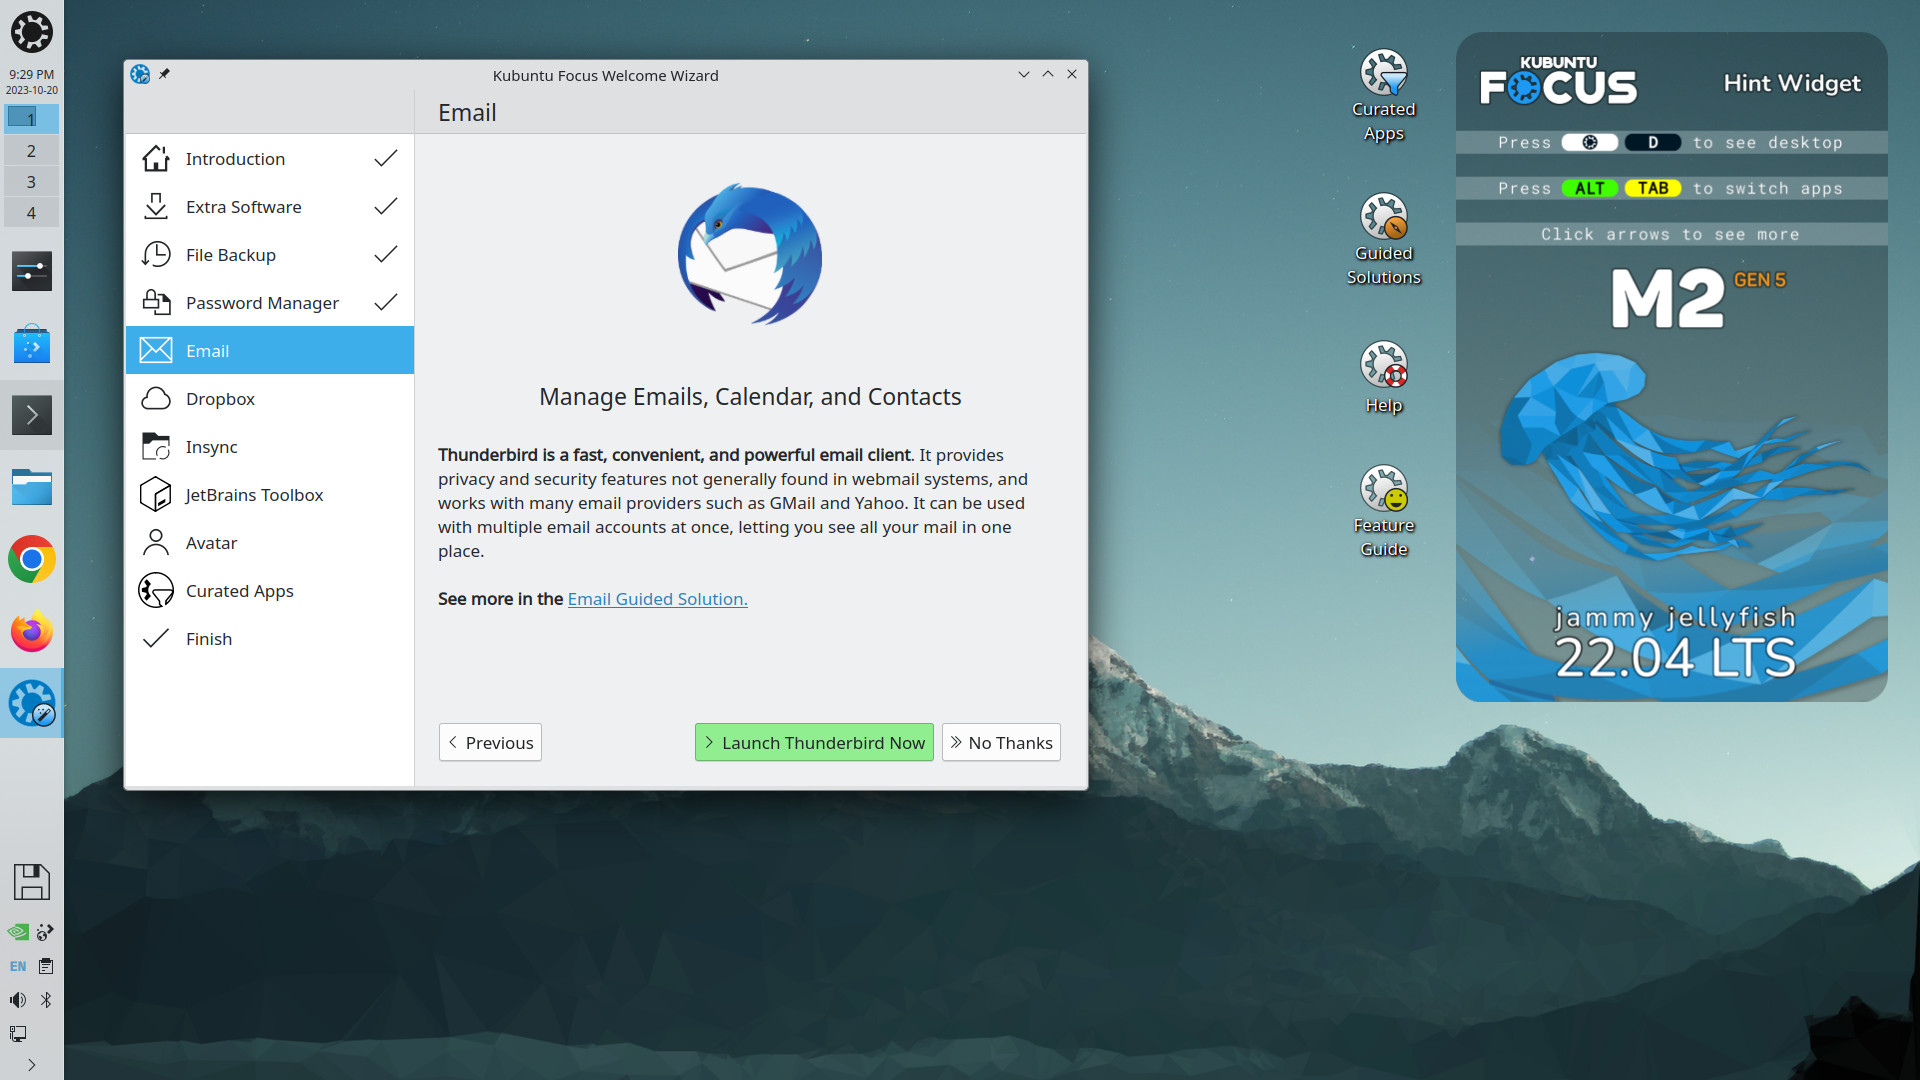 9:29 PM
2023-10-20
1
2
3
4
EN
Kubuntu Focus Welcome Wizard
Email
Introduction
Extra Software
File Backup
Password Manager
Email
Dropbox
Insync
JetBrains Toolbox
Avatar
Curated Apps
Finish
Manage Emails, Calendar, and Contacts
Thunderbird is a fast, convenient, and powerful email client. It provides
privacy and security features not generally found in webmail systems, and
works with many email providers such as GMail and Yahoo. It can be used
with multiple email accounts at once, letting you see all your mail in one
place.
See more in the Email Guided Solution.
Previous
Launch Thunderbird Now
No Thanks
Curated
Apps
Guided
Solutions
Help
Feature
Guide
KUBUNTU
FOCUS
Hint Widget
Press D to see desktop
Press ALT TAB to switch apps
Click arrows to see more
M2 GEN 5
jammy jellyfish
22.04 LTS